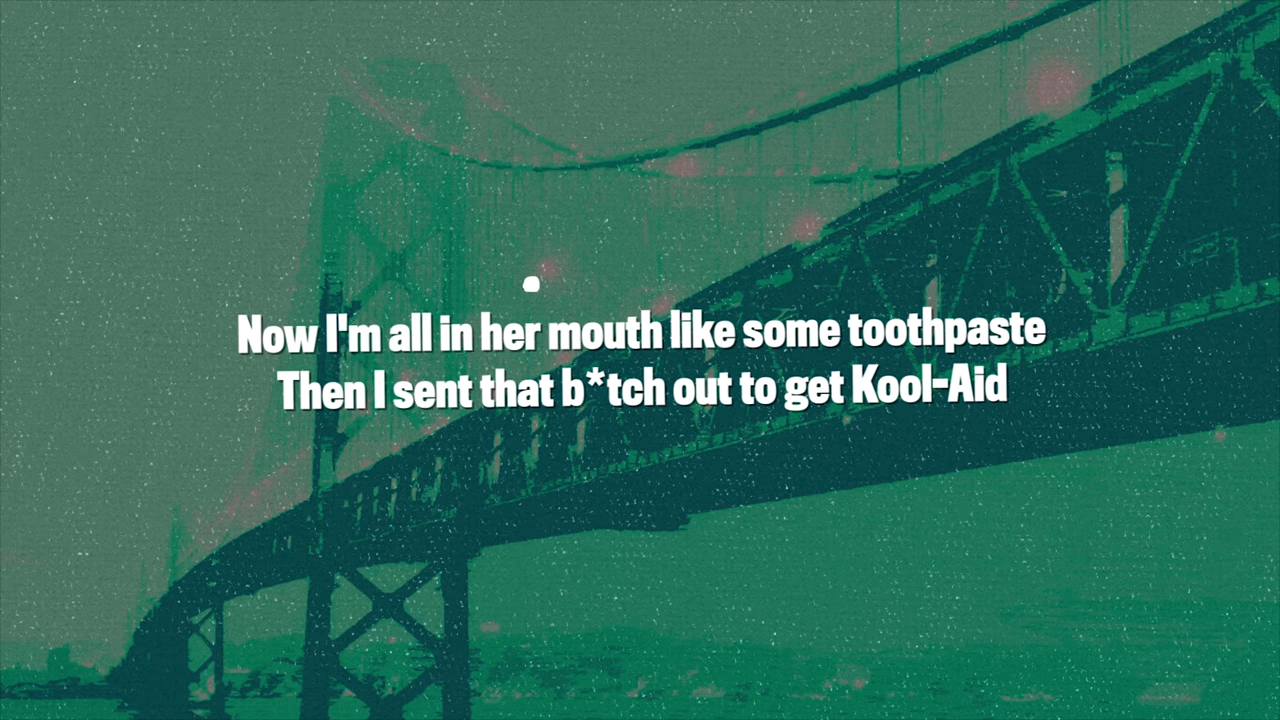 Now I'm all in her mouth like some toothpaste
Then I sent that b*tch out to get Kool-Aid